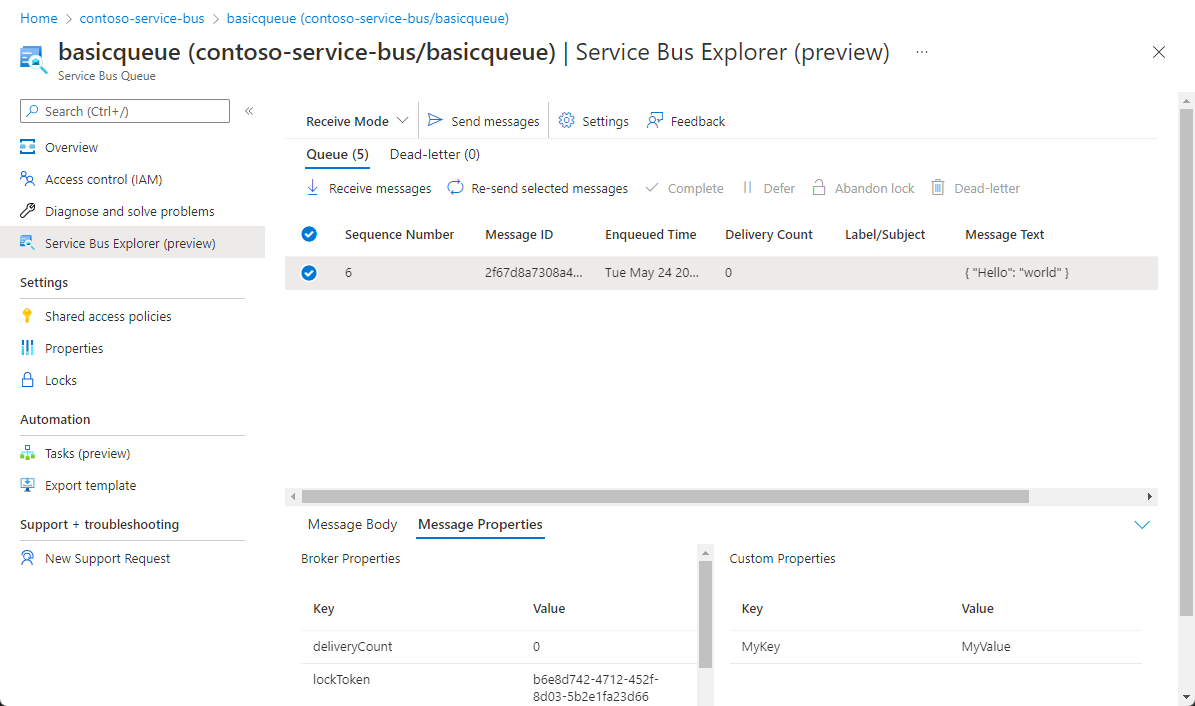 Home > contoso-service-bus > basicqueue (contoso-service-bus/basicqueue)
basicqueue (contoso-service-bus/basicqueue) | Service Bus Explorer (preview) ...
Service Bus Queue
Search (Ctrl+/) «
Overview
Access control (IAM)
Diagnose and solve problems
Service Bus Explorer (preview)
Settings
Shared access policies
Properties
Locks
Automation
Tasks (preview)
Export template
Support + troubleshooting
New Support Request
Receive Mode Send messages Settings Feedback
Queue (5) Dead-letter (0)
Receive messages Re-send selected messages Complete Defer Abandon lock Dead-letter
Sequence Number Message ID Enqueued Time Delivery Count Label/Subject Message Text
6 2f67d8a7308a4... Tue May 24 20... 0 { "Hello": "world" }
Message Body Message Properties
Broker Properties
Key Value
deliveryCount 0
lockToken b6e8d742-4712-452f-
8d03-5b2e1fa23d66
Custom Properties
Key Value
MyKey MyValue